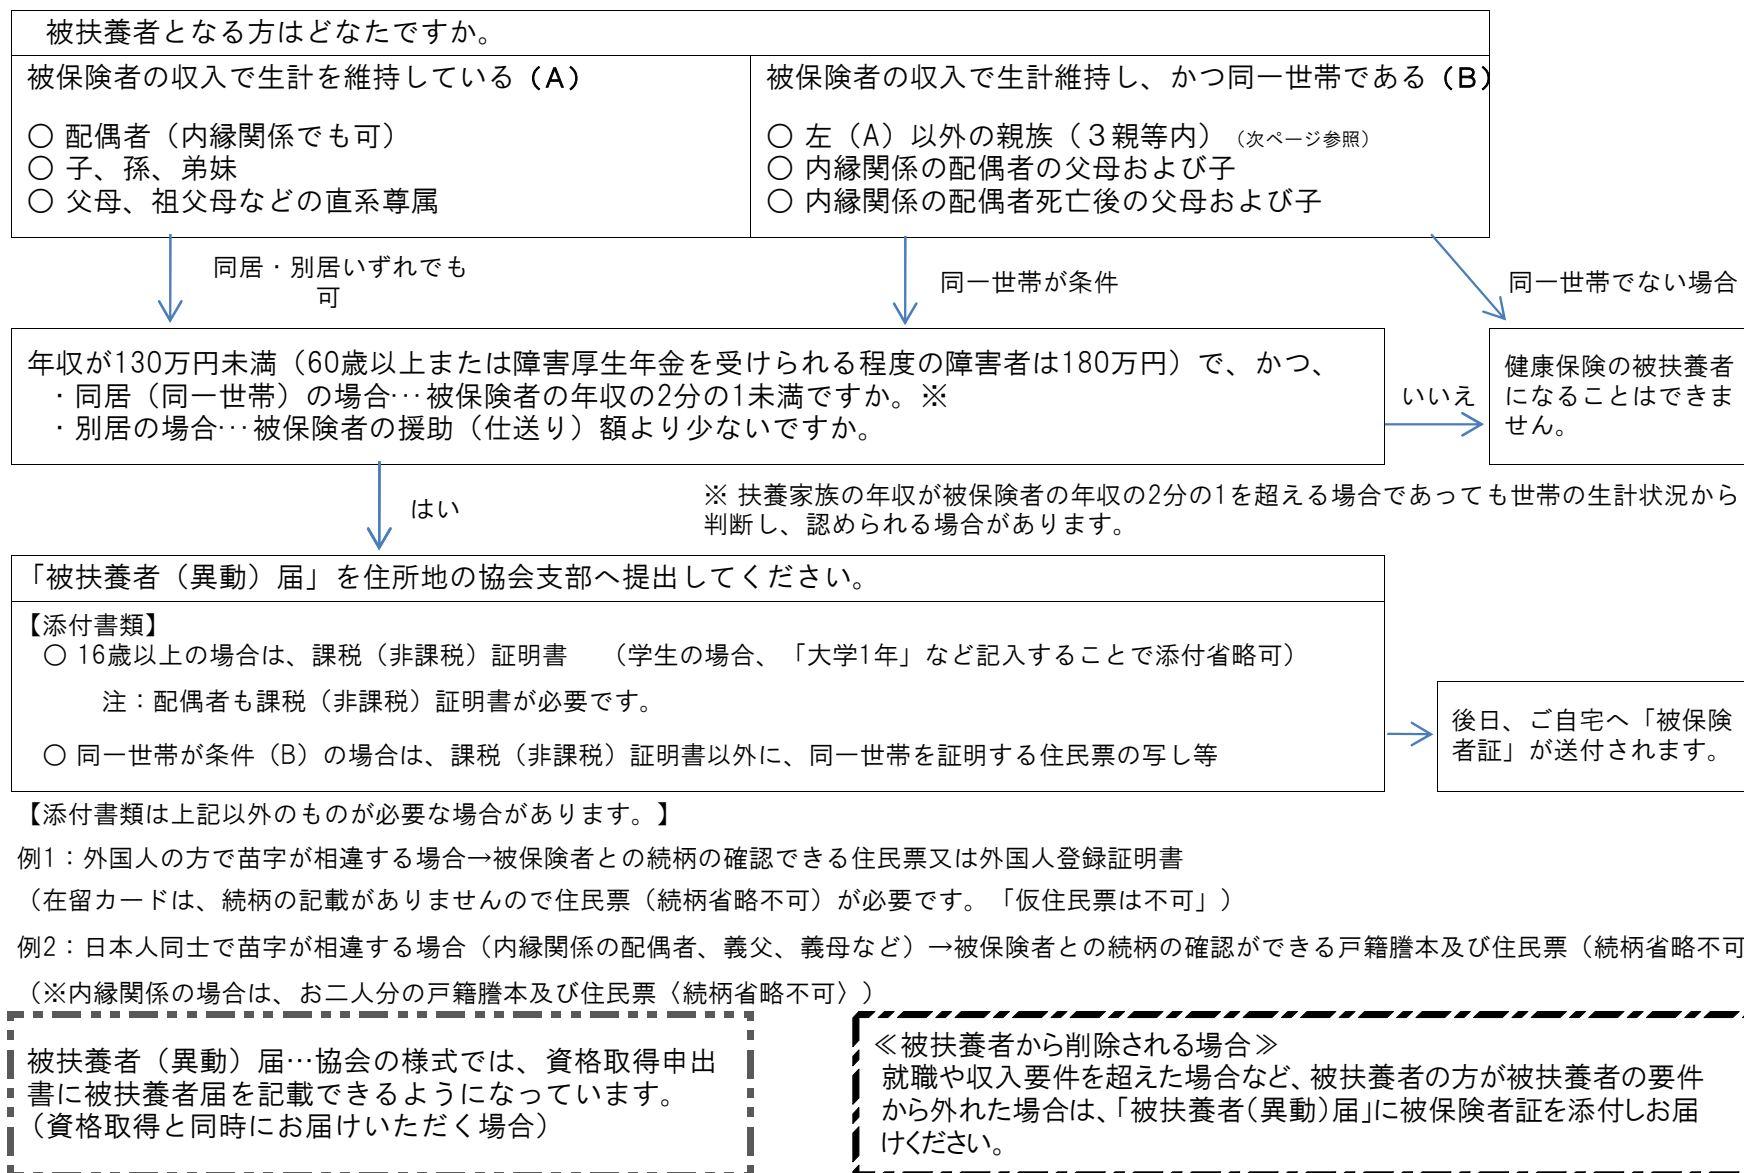 被扶養者となる方はどなたですか。
被保険者の収入で生計を維持している（A）
○ 配偶者（内縁関係でも可）
○ 子、孫、弟妹
○ 父母、祖父母などの直系尊属
被保険者の収入で生計維持し、かつ同一世帯である（B）
○ 左（A）以外の親族（３親等内）（次ページ参照）
○ 内縁関係の配偶者の父母および子
○ 内縁関係の配偶者死亡後の父母および子
同居・別居いずれでも
可
同一世帯が条件
同一世帯でない場合
年収が130万円未満（60歳以上または障害厚生年金を受けられる程度の障害者は180万円）で、かつ、
・同居（同一世帯）の場合…被保険者の年収の2分の1未満ですか。※
・別居の場合…被保険者の援助（仕送り）額より少ないですか。
いいえ
健康保険の被扶養者
になることはできま
せん。
はい
※ 扶養家族の年収が被保険者の年収の2分の1を超える場合であっても世帯の生計状況から
判断し、認められる場合があります。
「被扶養者（異動）届」を住所地の協会支部へ提出してください。
【添付書類】
○ 16歳以上の場合は、課税（非課税）証明書　（学生の場合、「大学1年」など記入することで添付省略可）
注：配偶者も課税（非課税）証明書が必要です。
○ 同一世帯が条件（B）の場合は、課税（非課税）証明書以外に、同一世帯を証明する住民票の写し等
後日、ご自宅へ「被保険
者証」が送付されます。
【添付書類は上記以外のものが必要な場合があります。】
例1：外国人の方で苗字が相違する場合→被保険者との続柄の確認できる住民票又は外国人登録証明書
（在留カードは、続柄の記載がありませんので住民票（続柄省略不可）が必要です。「仮住民票は不可」）
例2：日本人同士で苗字が相違する場合（内縁関係の配偶者、義父、義母など）→被保険者との続柄の確認ができる戸籍謄本及び住民票（続柄省略不可
（※内縁関係の場合は、お二人分の戸籍謄本及び住民票〈続柄省略不可〉）
被扶養者（異動）届…協会の様式では、資格取得申出
書に被扶養者届を記載できるようになっています。
（資格取得と同時にお届けいただく場合）
≪被扶養者から削除される場合≫
就職や収入要件を超えた場合など、被扶養者の方が被扶養者の要件
から外れた場合は、「被扶養者（異動）届」に被保険者証を添付しお届
けください。